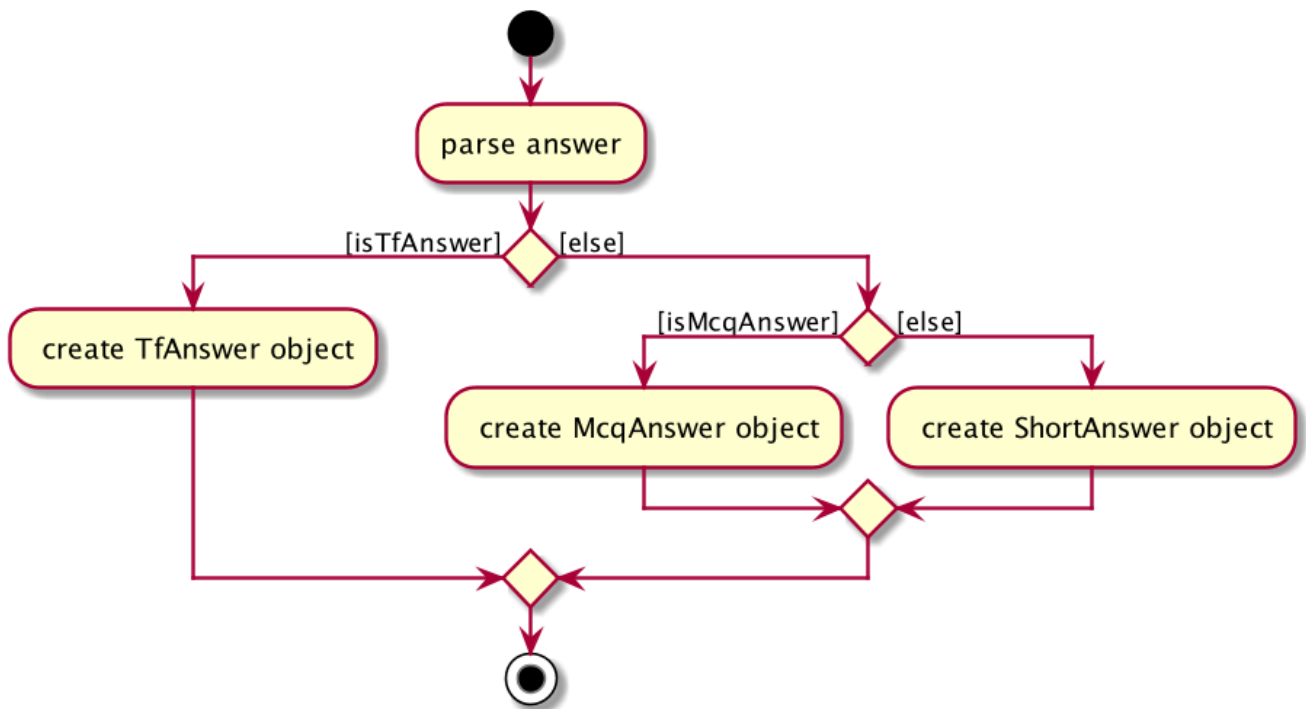 parse answer
[isTfAnswer]
[else]
create TfAnswer object
[isMcqAnswer]
[else]
create McqAnswer object
create ShortAnswer object